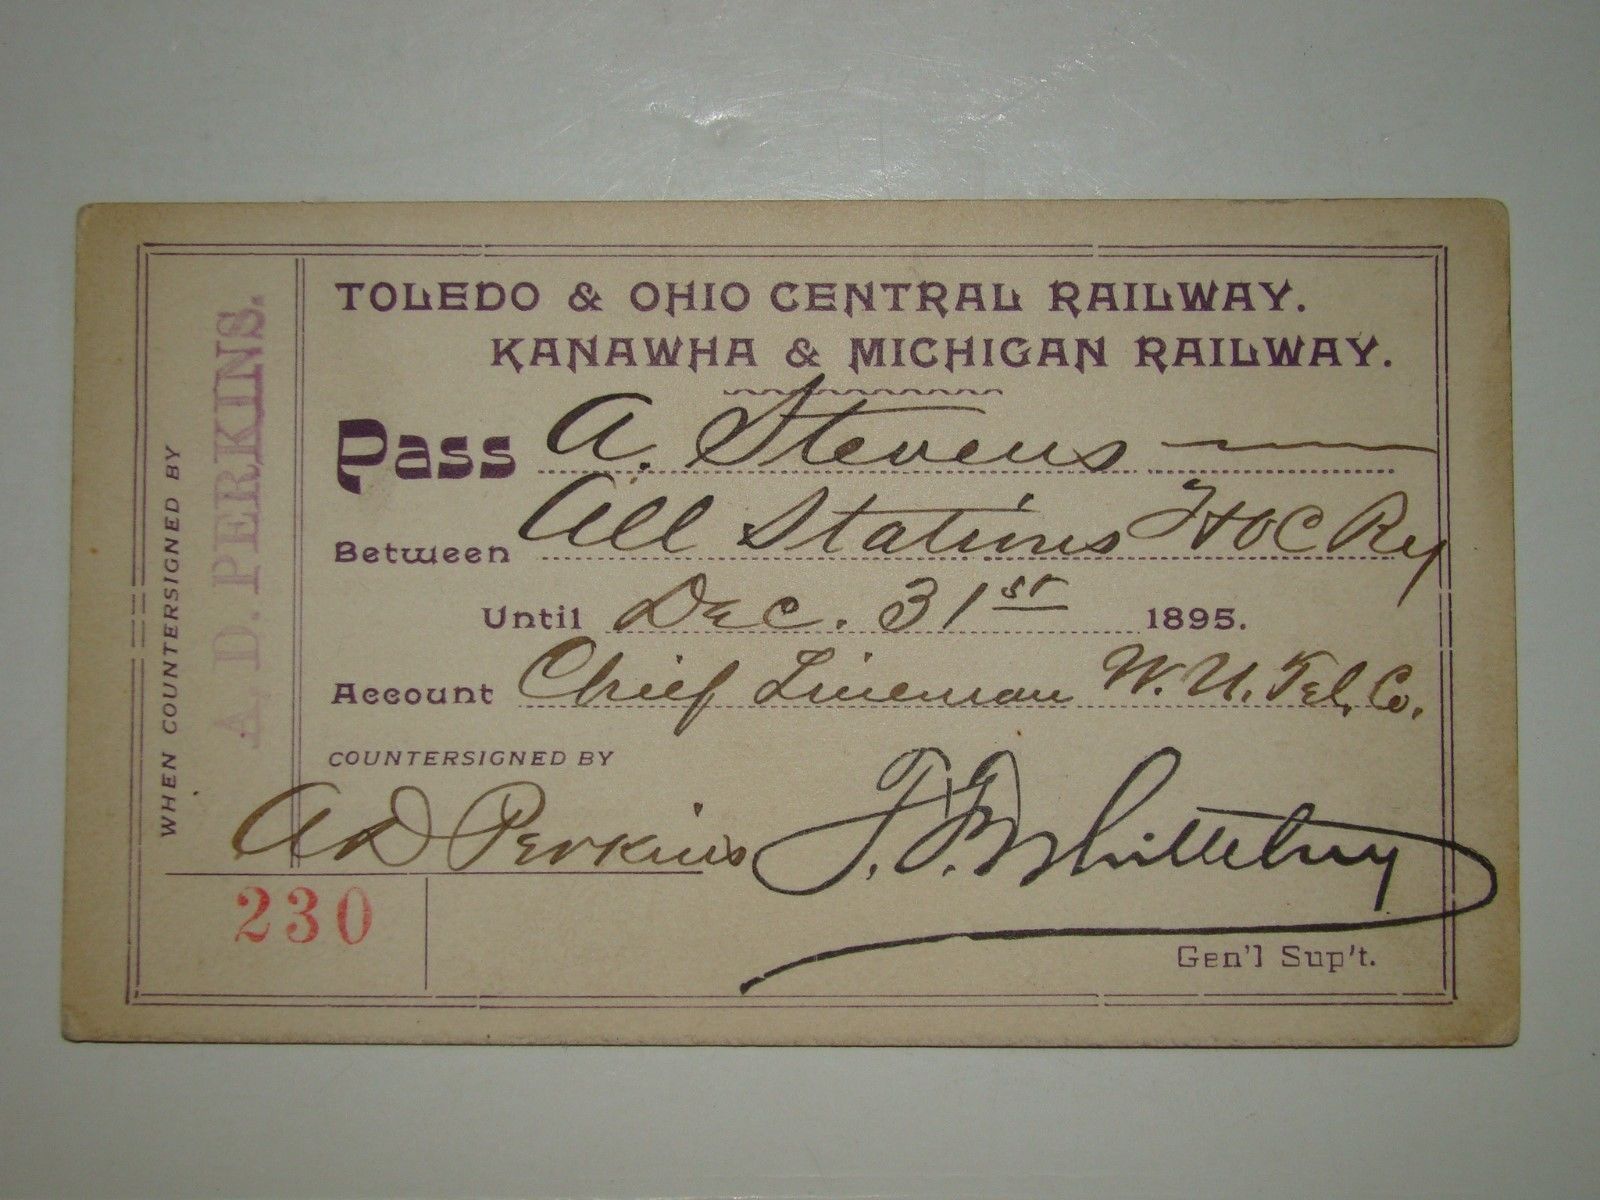 TOLEDO & OHIO CENTRAL RAILWAY.
KANAWHA & MICHIGAN RAILWAY.
Pass A. Stevens
Between All Stations T&OC Ry
Until Dec. 31st 1895.
Account Chief Lineman W. U. Tel. Co.
COUNTERSIGNED BY
A D Perkins
Gen'l Sup't.
230
WHEN COUNTERSIGNED BY
A. D. PERKINS.